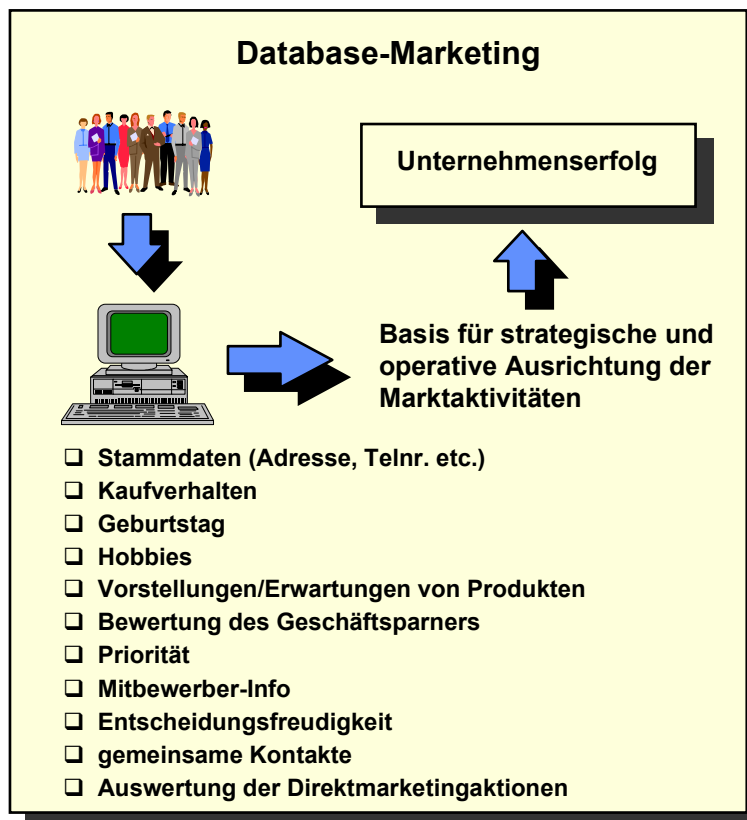 Database-Marketing
Unternehmenserfolg
Basis für strategische und
operative Ausrichtung der
Marktaktivitäten
❑ Stammdaten (Adresse, Telnr. etc.)
❑ Kaufverhalten
❑ Geburtstag
❑ Hobbies
❑ Vorstellungen/Erwartungen von Produkten
❑ Bewertung des Geschäftsparners
❑ Priorität
❑ Mitbewerber-Info
❑ Entscheidungsfreudigkeit
❑ gemeinsame Kontakte
❑ Auswertung der Direktmarketingaktionen